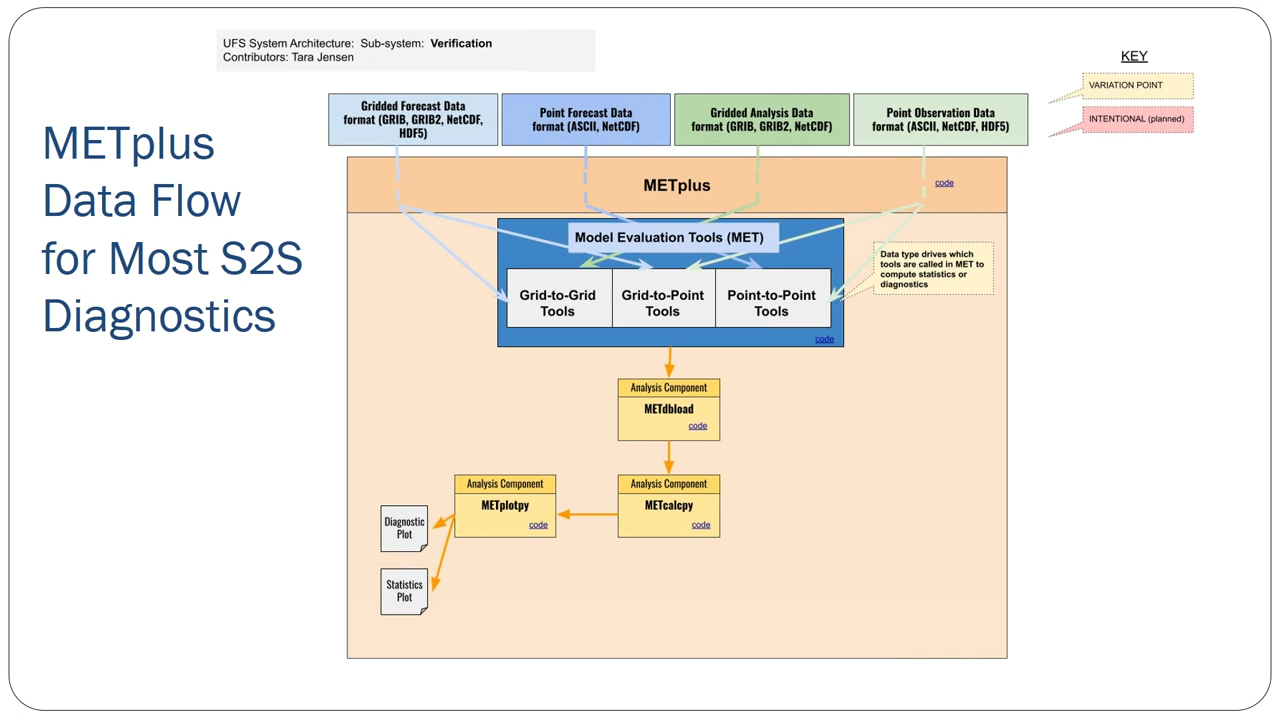 UFS System Architecture: Sub-system: Verification
Contributors: Tara Jensen
KEY
VARIATION POINT
INTENTIONAL (planned)
METplus
Data Flow
for Most S2S
Diagnostics
Gridded Forecast Data
format (GRIB, GRIB2, NetCDF,
HDF5)
Point Forecast Data
format (ASCII, NetCDF)
Gridded Analysis Data
format (GRIB, GRIB2, NetCDF)
Point Observation Data
format (ASCII, NetCDF, HDF5)
METplus
code
Model Evaluation Tools (MET)
Data type drives which
tools are called in MET to
compute statistics or
diagnostics
Grid-to-Grid
Tools
Grid-to-Point
Tools
Point-to-Point
Tools
code
Analysis Component
METdbload
code
Analysis Component
METplotpy
code
Analysis Component
METcalcpy
code
Diagnostic
Plot
Statistics
Plot